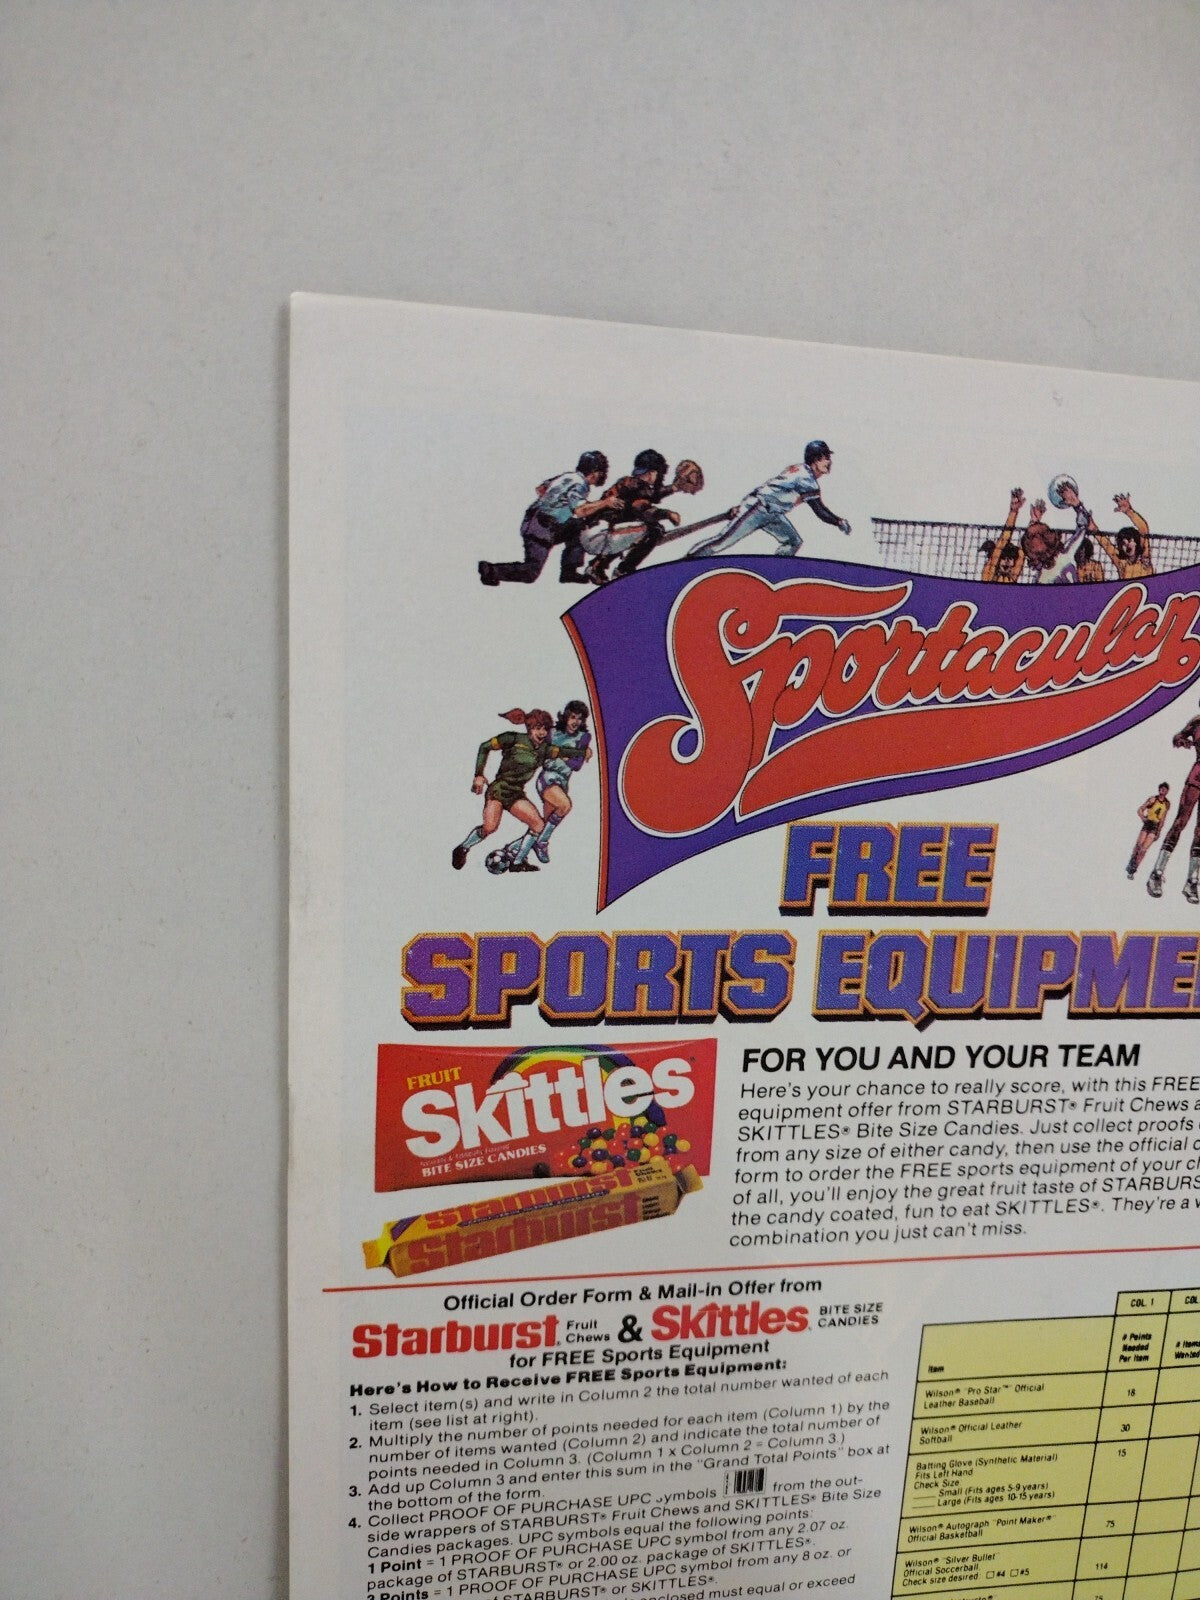 Sportacular
FREE
SPORTS EQUIPME
FRUIT
Skittles
BITE SIZE CANDIES
Starburst
Starburst
FOR YOU AND YOUR TEAM
Here's your chance to really score, with this FREE
equipment offer from STARBURST® Fruit Chews a
SKITTLES® Bite Size Candies. Just collect proofs
from any size of either candy, then use the official o
form to order the FREE sports equipment of your ch
of all, you'll enjoy the great fruit taste of STARBURS
the candy coated, fun to eat SKITTLES®. They're a w
combination you just can't miss.
Official Order Form & Mail-in Offer from
Starburst® Fruit Chews & Skittles® BITE SIZE CANDIES
for FREE Sports Equipment
Here's How to Receive FREE Sports Equipment:
1. Select item(s) and write in Column 2 the total number wanted of each
item (see list at right).
2. Multiply the number of points needed for each item (Column 1) by the
number of items wanted (Column 2) and indicate the total number of
points needed in Column 3. (Column 1 x Column 2 = Column 3.)
3. Add up Column 3 and enter this sum in the "Grand Total Points" box at
the bottom of the form.
4. Collect PROOF OF PURCHASE UPC symbols from the out-
side wrappers of STARBURST® Fruit Chews and SKITTLES® Bite Size
Candies packages. UPC symbols equal the following points:
1 Point = 1 PROOF OF PURCHASE UPC symbol from any 2.07 oz.
package of STARBURST® or 2.00 oz. package of SKITTLES®.
3 Points = 1 PROOF OF PURCHASE UPC symbol from any 8 oz. or
of STARBURST® or SKITTLES®.
enclosed must equal or exceed
COL 1 COL
Item # Points Needed Per Item # Items Wanted
Wilson® "Pro Star"™ Official
Leather Baseball 18
Wilson® Official Leather
Softball 30
Batting Glove (Synthetic Material) 15
Fits Left Hand
Check Size
Small (Fits ages 5-9 years)
Large (Fits ages 10-15 years)
Wilson® Autograph "Point Maker®"
Official Basketball 75
Wilson® "Silver Bullet"
Official Soccerball 114
Check size desired: □ #4 □ #5
75